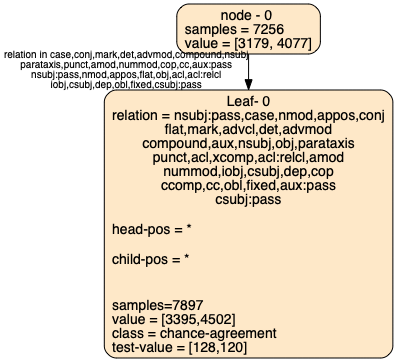 node - 0
samples = 7256
value = [3179, 4077]
relation in case,conj,mark,det,advmod,compound,nsubj
parataxis,punct,amod,nummod,cop,cc,aux:pass
nsubj:pass,nmod,appos,flat,obj,acl,acl:relcl
iobj,csubj,dep,obl,fixed,csubj:pass
Leaf- 0
relation = nsubj:pass,case,nmod,appos,conj
flat,mark,advcl,det,advmod
compound,aux,nsubj,obj,parataxis
punct,acl,xcomp,acl:relcl,amod
nummod,iobj,csubj,dep,cop
ccomp,cc,obl,fixed,aux:pass
csubj:pass
head-pos = *
child-pos = *
samples=7897
value = [3395,4502]
class = chance-agreement
test-value = [128,120]